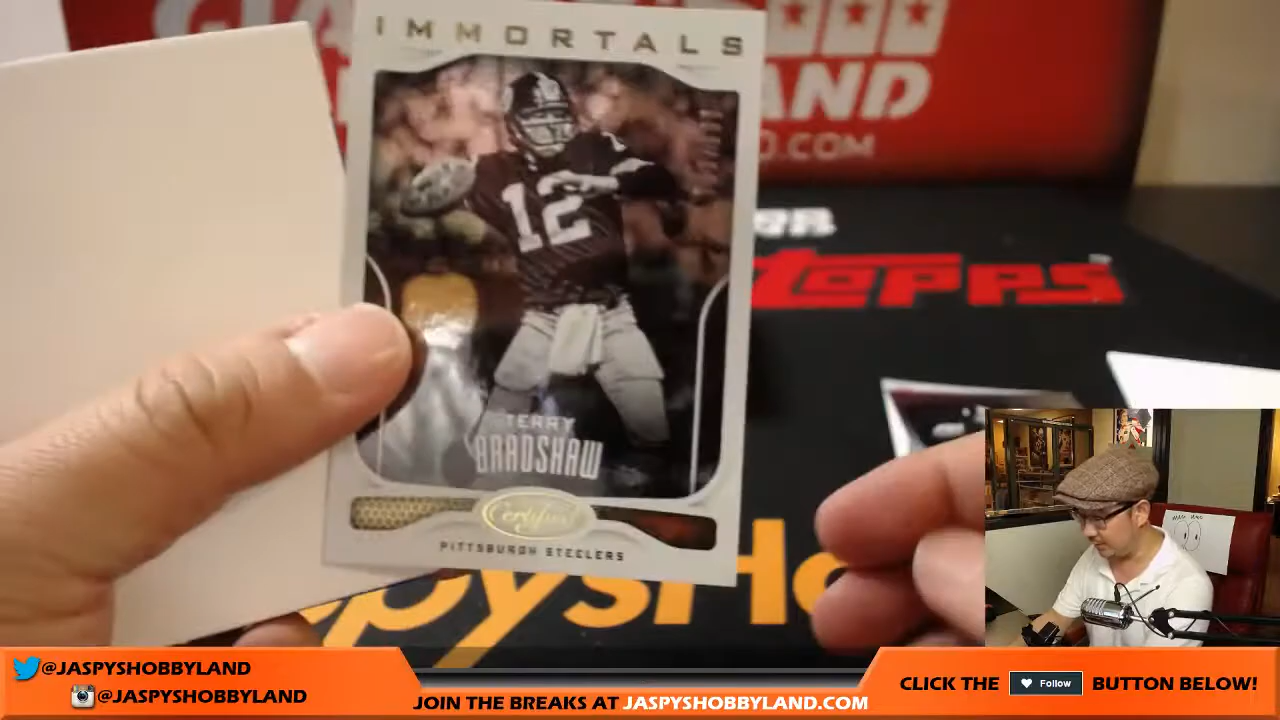 IMMORTALS
LAND
D.COM
12
TOPPS
TERRY
BRADSHAW
Certified
PITTSBURGH STEELERS
@JASPYSHOBBYLAND
@JASPYSHOBBYLAND
JOIN THE BREAKS AT JASPYSHOBBYLAND.COM
CLICK THE Follow BUTTON BELOW!